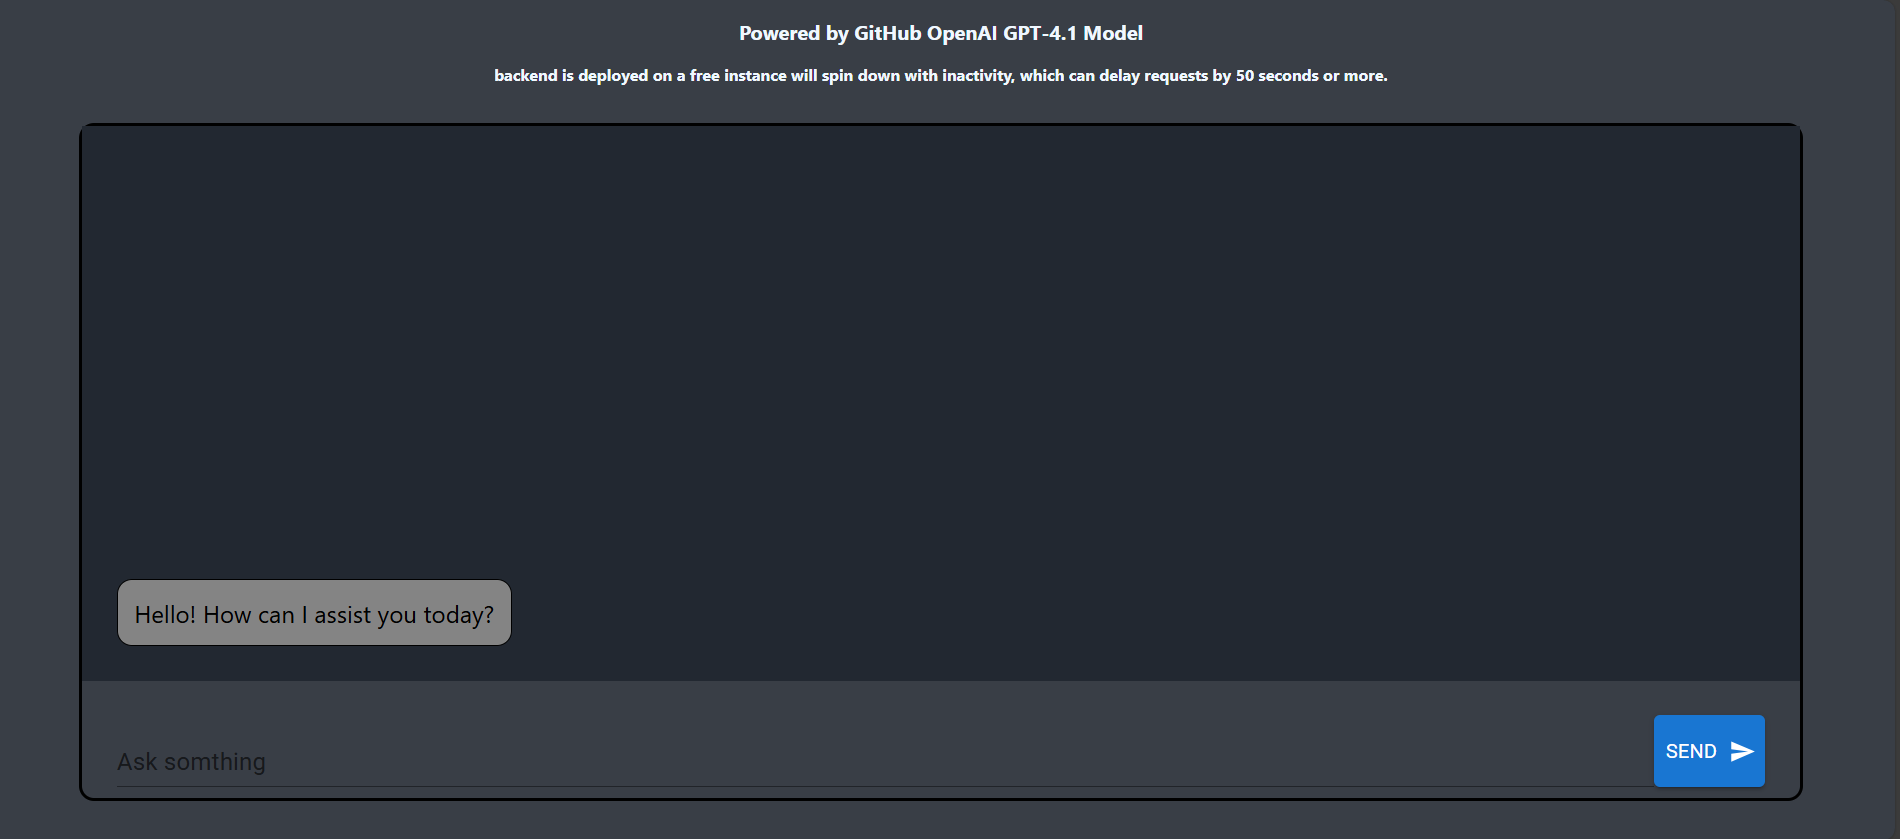 Powered by GitHub OpenAI GPT-4.1 Model
backend is deployed on a free instance will spin down with inactivity, which can delay requests by 50 seconds or more.
Hello! How can I assist you today?
Ask somthing
SEND